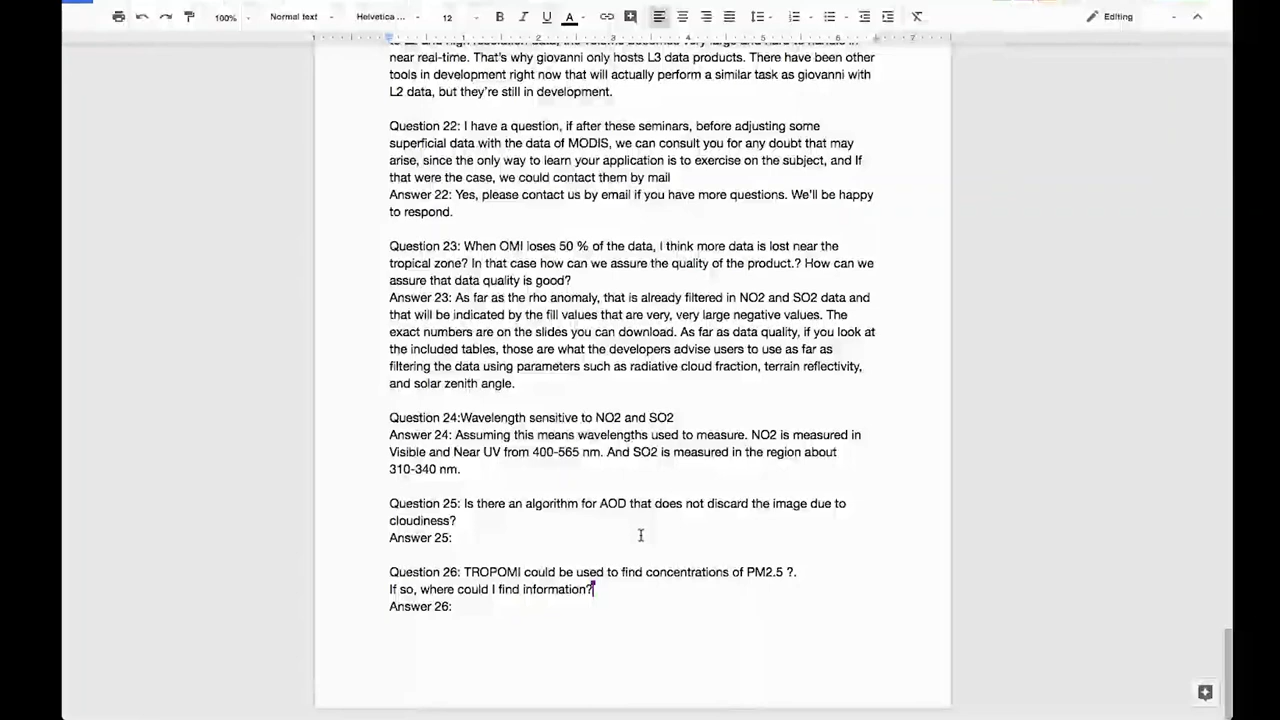 100%
Normal text
Helvetica ...
12
B I U A
Editing
1 2 3 4 5 6 7
near real-time. That's why giovanni only hosts L3 data products. There have been other
tools in development right now that will actually perform a similar task as giovanni with
L2 data, but they're still in development.
Question 22: I have a question, if after these seminars, before adjusting some
superficial data with the data of MODIS, we can consult you for any doubt that may
arise, since the only way to learn your application is to exercise on the subject, and If
that were the case, we could contact them by mail
Answer 22: Yes, please contact us by email if you have more questions. We'll be happy
to respond.
Question 23: When OMI loses 50 % of the data, I think more data is lost near the
tropical zone? In that case how can we assure the quality of the product.? How can we
assure that data quality is good?
Answer 23: As far as the rho anomaly, that is already filtered in NO2 and SO2 data and
that will be indicated by the fill values that are very, very large negative values. The
exact numbers are on the slides you can download. As far as data quality, if you look at
the included tables, those are what the developers advise users to use as far as
filtering the data using parameters such as radiative cloud fraction, terrain reflectivity,
and solar zenith angle.
Question 24:Wavelength sensitive to NO2 and SO2
Answer 24: Assuming this means wavelengths used to measure. NO2 is measured in
Visible and Near UV from 400-565 nm. And SO2 is measured in the region about
310-340 nm.
Question 25: Is there an algorithm for AOD that does not discard the image due to
cloudiness?
Answer 25:
Question 26: TROPOMI could be used to find concentrations of PM2.5 ?.
If so, where could I find information?
Answer 26: